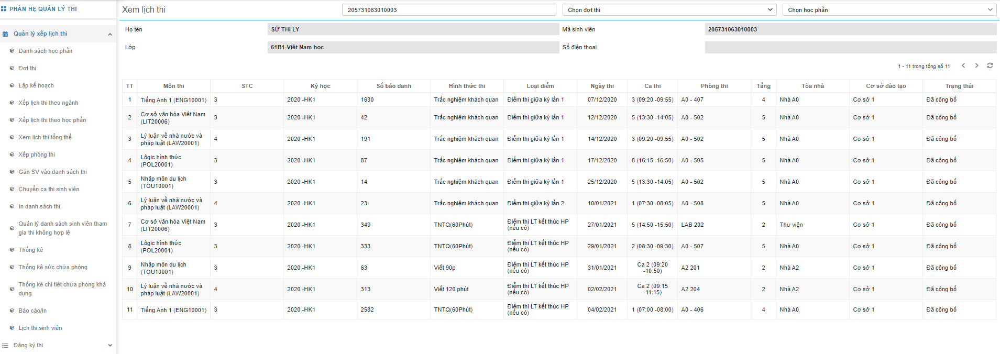 PHÂN HỆ QUẢN LÝ THI
Quản lý xếp lịch thi
Danh sách học phần
Đợt thi
Lập kế hoạch
Xếp lịch thi theo ngành
Xếp lịch thi theo học phần
Xem lịch thi tổng thể
Xếp phòng thi
Gán SV vào danh sách thi
Chuyển ca thi sinh viên
In danh sách thi
Quản lý danh sách sinh viên tham
gia thi không hợp lệ
Thống kê
Thống kê sức chứa phòng
Thống kê chi tiết chứa phòng khả
dụng
Báo cáo/In
Lịch thi sinh viên
Đăng ký thi
Xem lịch thi 205731063010003 Chọn đợt thi Chọn học phần
Họ tên SỬ THỊ LY Mã sinh viên 205731063010003
Lớp 61B1-Việt Nam học Số điện thoại
1 - 11 trong tổng số 11
TT Môn thi STC Kỳ học Số báo danh Hình thức thi Loại điểm Ngày thi Ca thi Phòng thi Tầng Tòa nhà Cơ sở đào tạo Trạng thái
1 Tiếng Anh 1 (ENG10001) 3 2020 -HK1 1630 Trắc nghiệm khách quan Điểm thi giữa kỳ lần 1 07/12/2020 3 (09:20 -09:55) A0 - 407 4 Nhà A0 Cơ sở 1 Đã công bố
Cơ sở văn hóa Việt Nam
2 (LIT20006) 3 2020 -HK1 42 Trắc nghiệm khách quan Điểm thi giữa kỳ lần 1 12/12/2020 5 (13:30 -14:05) A0 - 502 5 Nhà A0 Cơ sở 1 Đã công bố
Lý luận về nhà nước và
3 pháp luật (LAW20001) 4 2020 -HK1 191 Trắc nghiệm khách quan Điểm thi giữa kỳ lần 1 14/12/2020 3 (09:20 -09:55) A0 - 502 5 Nhà A0 Cơ sở 1 Đã công bố
Lôgic hình thức
4 (POL20001) 3 2020 -HK1 87 Trắc nghiệm khách quan Điểm thi giữa kỳ lần 1 17/12/2020 8 (16:15 -16:50) A0 - 505 5 Nhà A0 Cơ sở 1 Đã công bố
Nhập môn du lịch
5 (TOU10001) 3 2020 -HK1 14 Trắc nghiệm khách quan Điểm thi giữa kỳ lần 1 25/12/2020 5 (13:30 -14:05) A0 - 502 5 Nhà A0 Cơ sở 1 Đã công bố
Lý luận về nhà nước và
6 pháp luật (LAW20001) 4 2020 -HK1 23 Trắc nghiệm khách quan Điểm thi giữa kỳ lần 2 10/01/2021 1 (07:30 -08:05) A0 - 508 5 Nhà A0 Cơ sở 1 Đã công bố
Cơ sở văn hóa Việt Nam Điểm thi LT kết thúc HP
7 (LIT20006) 3 2020 -HK1 349 TNTQ(60Phút) (nếu có) 27/01/2021 5 (14:50 -15:50) LAB 202 2 Thư viện Cơ sở 1 Đã công bố
Lôgic hình thức Điểm thi LT kết thúc HP
8 (POL20001) 3 2020 -HK1 333 TNTQ(60Phút) (nếu có) 29/01/2021 2 (08:30 -09:30) A0 - 507 5 Nhà A0 Cơ sở 1 Đã công bố
Nhập môn du lịch Điểm thi LT kết thúc HP Ca 2 (09:20
9 (TOU10001) 3 2020 -HK1 63 Viết 90p (nếu có) 31/01/2021 -10:50) A2 201 2 Nhà A2 Cơ sở 1 Đã công bố
Lý luận về nhà nước và Điểm thi LT kết thúc HP Ca 2 (09:15
10 pháp luật (LAW20001) 4 2020 -HK1 313 Viết 120 phút (nếu có) 02/02/2021 -11:15) A2 204 2 Nhà A2 Cơ sở 1 Đã công bố
Điểm thi LT kết thúc HP
11 Tiếng Anh 1 (ENG10001) 3 2020 -HK1 2582 TNTQ(60Phút) (nếu có) 04/02/2021 1 (07:00 -08:00) A0 - 406 4 Nhà A0 Cơ sở 1 Đã công bố